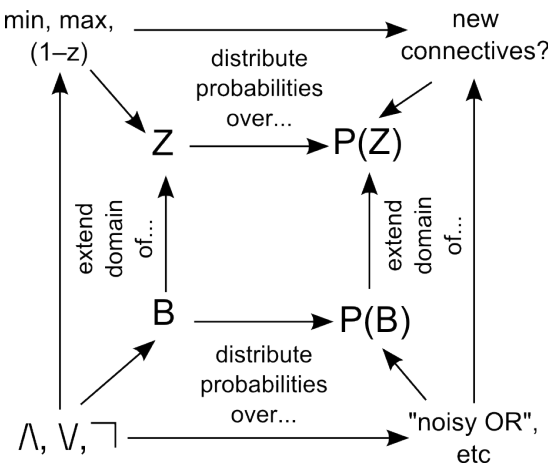 min, max,
(1–z)
new
connectives?
distribute
probabilities
over...
Z
P(Z)
extend
domain
of...
extend
domain
of...
B
P(B)
distribute
probabilities
over...
/\, \/, ¬
"noisy OR",
etc